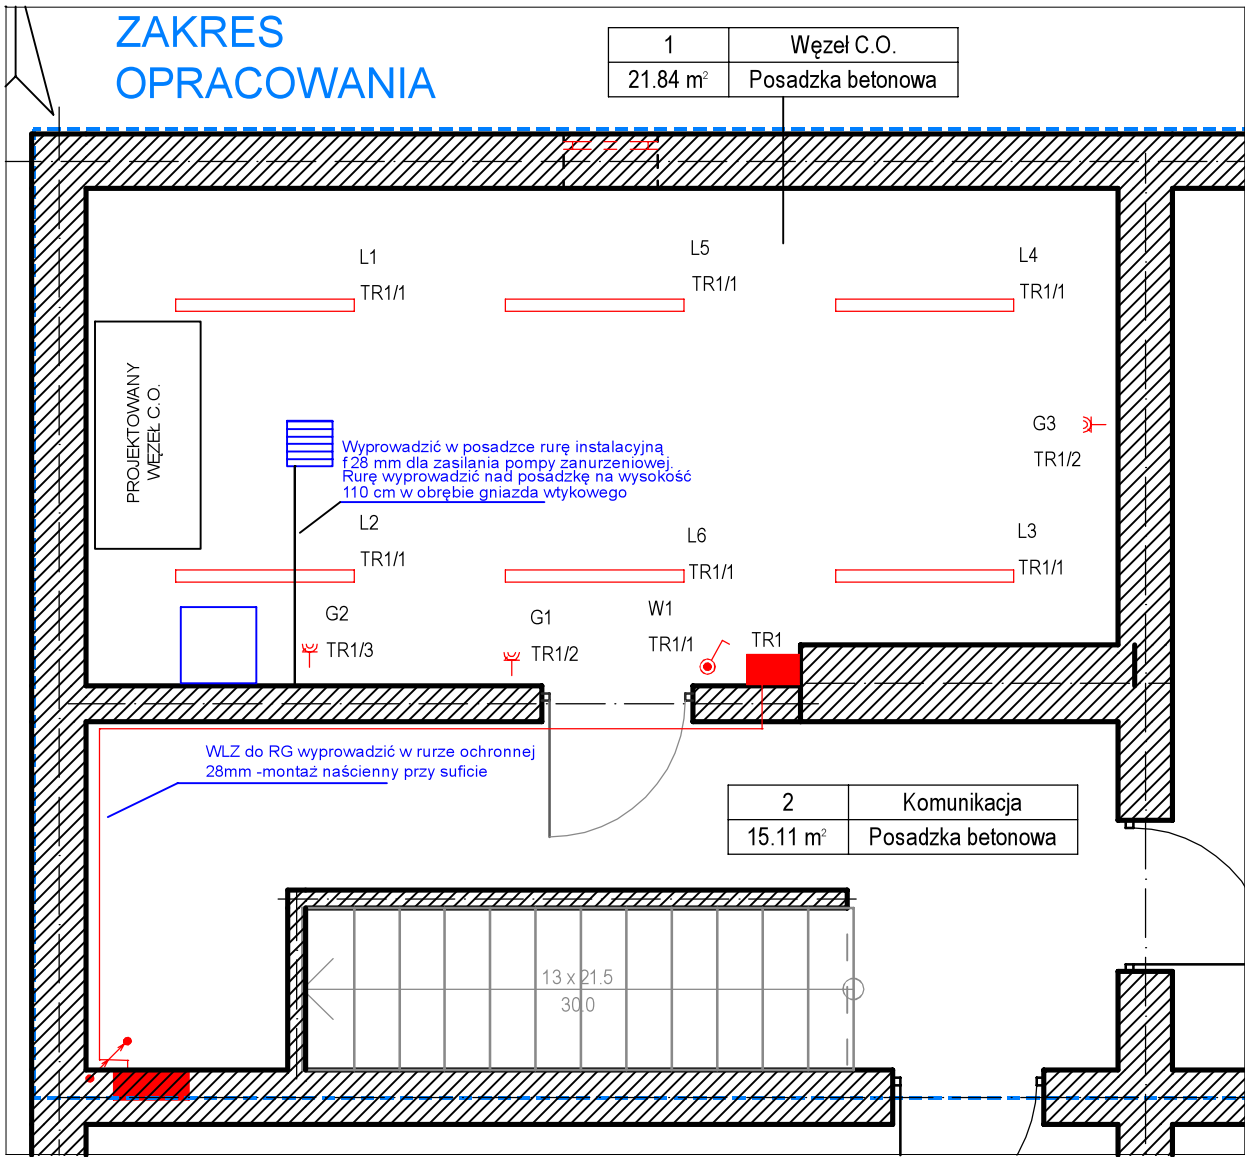 ZAKRES
OPRACOWANIA
1 Węzeł C.O.
21.84 m² Posadzka betonowa
L1
TR1/1
L5
TR1/1
L4
TR1/1
PROJEKTOWANY
WĘZEŁ C.O.
G3
TR1/2
Wyprowadzić w posadzce rurę instalacyjną
f 28 mm dla zasilania pompy zanurzeniowej.
Rurę wyprowadzić nad posadzkę na wysokość
110 cm w obrębie gniazda wtykowego
L2
TR1/1
L6
TR1/1
L3
TR1/1
G2
TR1/3
G1
TR1/2
W1
TR1/1
TR1
WLZ do RG wyprowadzić w rurze ochronnej
28mm -montaż naścienny przy suficie
2 Komunikacja
15.11 m² Posadzka betonowa
13 x 21.5
30.0